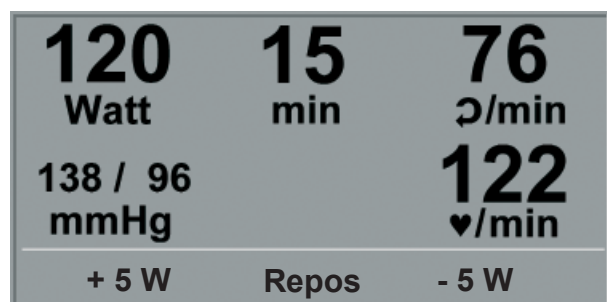 120 15 76
Watt min /min
138 / 96 122
mmHg ♥/min
+ 5 W Repos - 5 W